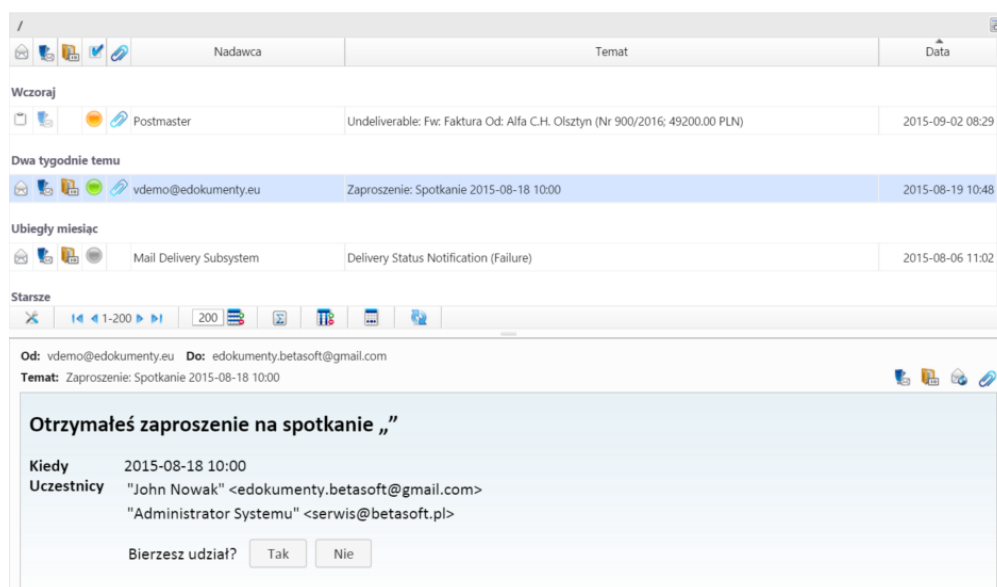 /
Nadawca Temat Data
Wczoraj
Postmaster Undeliverable: Fw: Faktura Od: Alfa C.H. Olsztyn (Nr 900/2016; 49200.00 PLN) 2015-09-02 08:29
Dwa tygodnie temu
vdemo@edokumenty.eu Zaproszenie: Spotkanie 2015-08-18 10:00 2015-08-19 10:48
Ubiegły miesiąc
Mail Delivery Subsystem Delivery Status Notification (Failure) 2015-08-06 11:02
Starsze
1-200 200
Od: vdemo@edokumenty.eu Do: edokumenty.betasoft@gmail.com
Temat: Zaproszenie: Spotkanie 2015-08-18 10:00
Otrzymałeś zaproszenie na spotkanie „”
Kiedy 2015-08-18 10:00
Uczestnicy "John Nowak" <edokumenty.betasoft@gmail.com>
"Administrator Systemu" <serwis@betasoft.pl>
Bierzesz udział? Tak Nie